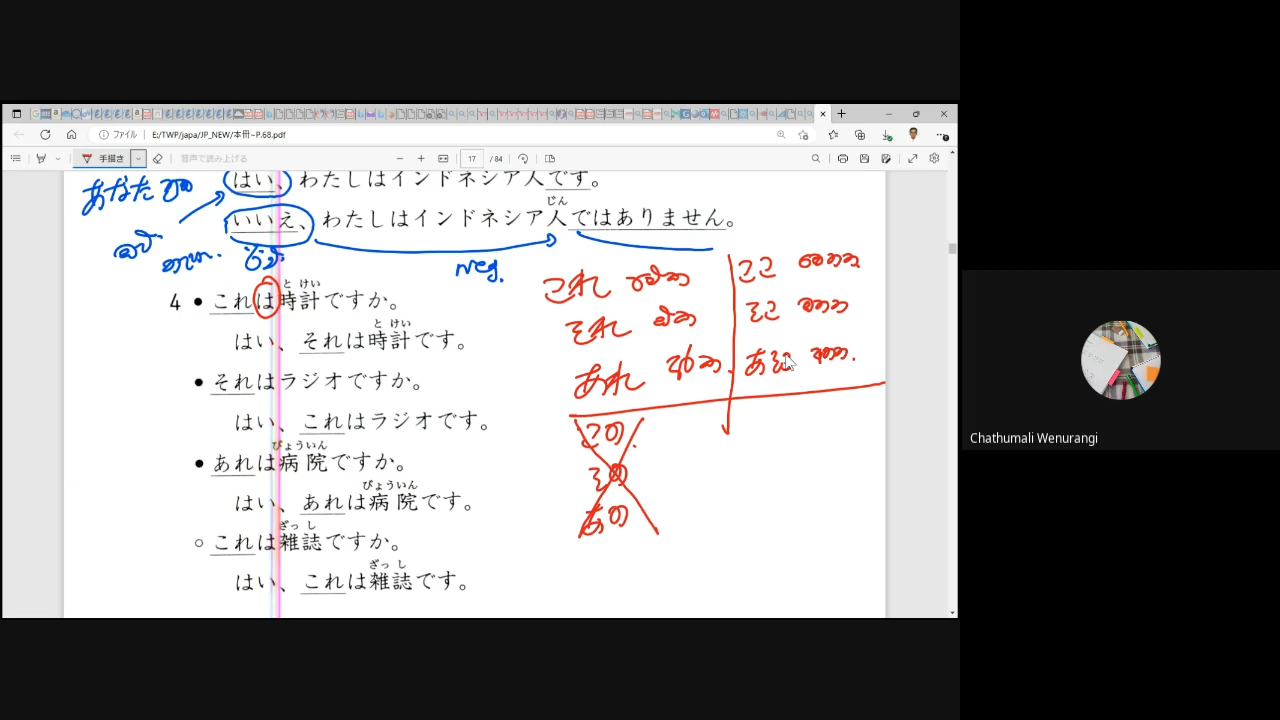 ファイル E:/TWP/japa/JP_NEW/本冊~P.68.pdf
手描き 音声で読み上げる 17 / 84
あなた
はい、わたしはインドネシア人です。
じん
いいえ、わたしはインドネシア人ではありません。
neg.
と けい
4 ● これは時計ですか。
と けい
はい、それは時計です。
● それはラジオですか。
はい、これはラジオです。
びょういん
● あれは病院ですか。
びょういん
はい、あれは病院です。
ざっ し
○ これは雑誌ですか。
ざっ し
はい、これは雑誌です。
これ
それ
あれ
ここ
そこ
あそこ
この
その
あの
Chathumali Wenurangi